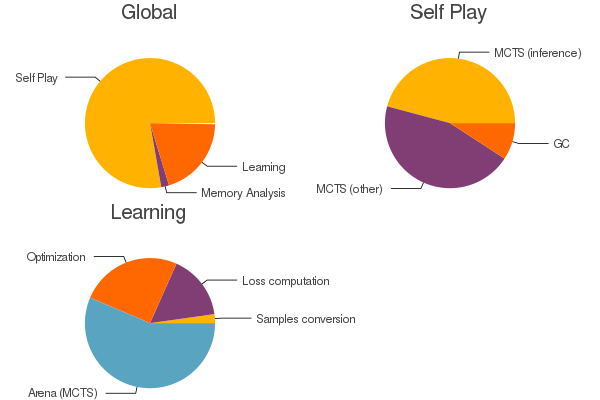 Global
Self Play
Learning
Memory Analysis
Self Play
MCTS (inference)
GC
MCTS (other)
Learning
Optimization
Loss computation
Samples conversion
Arena (MCTS)